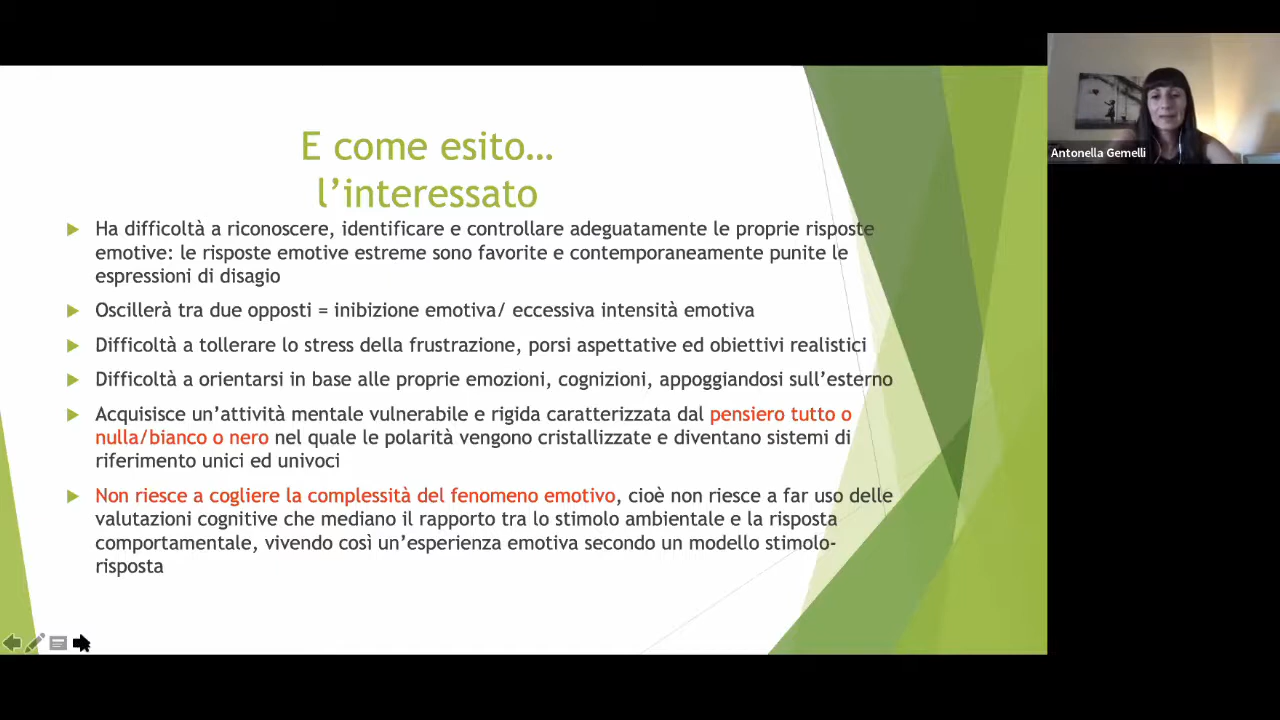 E come esito…
l’interessato
Ha difficoltà a riconoscere, identificare e controllare adeguatamente le proprie risposte
emotive: le risposte emotive estreme sono favorite e contemporaneamente punite le
espressioni di disagio
Oscillerà tra due opposti = inibizione emotiva/ eccessiva intensità emotiva
Difficoltà a tollerare lo stress della frustrazione, porsi aspettative ed obiettivi realistici
Difficoltà a orientarsi in base alle proprie emozioni, cognizioni, appoggiandosi sull’esterno
Acquisisce un’attività mentale vulnerabile e rigida caratterizzata dal pensiero tutto o
nulla/bianco o nero nel quale le polarità vengono cristallizzate e diventano sistemi di
riferimento unici ed univoci
Non riesce a cogliere la complessità del fenomeno emotivo, cioè non riesce a far uso delle
valutazioni cognitive che mediano il rapporto tra lo stimolo ambientale e la risposta
comportamentale, vivendo così un’esperienza emotiva secondo un modello stimolo-
risposta
Antonella Gemelli